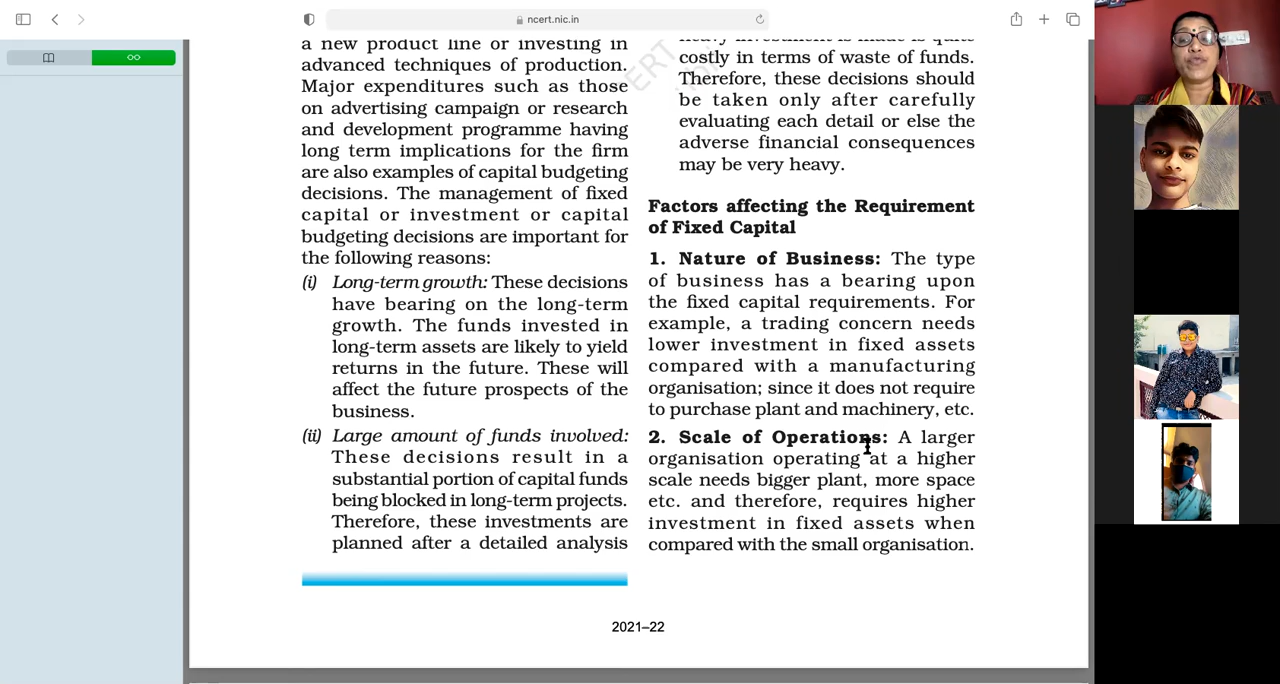 ncert.nic.in
a new product line or investing in
advanced techniques of production.
Major expenditures such as those
on advertising campaign or research
and development programme having
long term implications for the firm
are also examples of capital budgeting
decisions. The management of fixed
capital or investment or capital
budgeting decisions are important for
the following reasons:
(i) Long-term growth: These decisions
have bearing on the long-term
growth. The funds invested in
long-term assets are likely to yield
returns in the future. These will
affect the future prospects of the
business.
(ii) Large amount of funds involved:
These decisions result in a
substantial portion of capital funds
being blocked in long-term projects.
Therefore, these investments are
planned after a detailed analysis
heavy investment is made is quite
costly in terms of waste of funds.
Therefore, these decisions should
be taken only after carefully
evaluating each detail or else the
adverse financial consequences
may be very heavy.
Factors affecting the Requirement
of Fixed Capital
1. Nature of Business: The type
of business has a bearing upon
the fixed capital requirements. For
example, a trading concern needs
lower investment in fixed assets
compared with a manufacturing
organisation; since it does not require
to purchase plant and machinery, etc.
2. Scale of Operations: A larger
organisation operating at a higher
scale needs bigger plant, more space
etc. and therefore, requires higher
investment in fixed assets when
compared with the small organisation.
2021–22